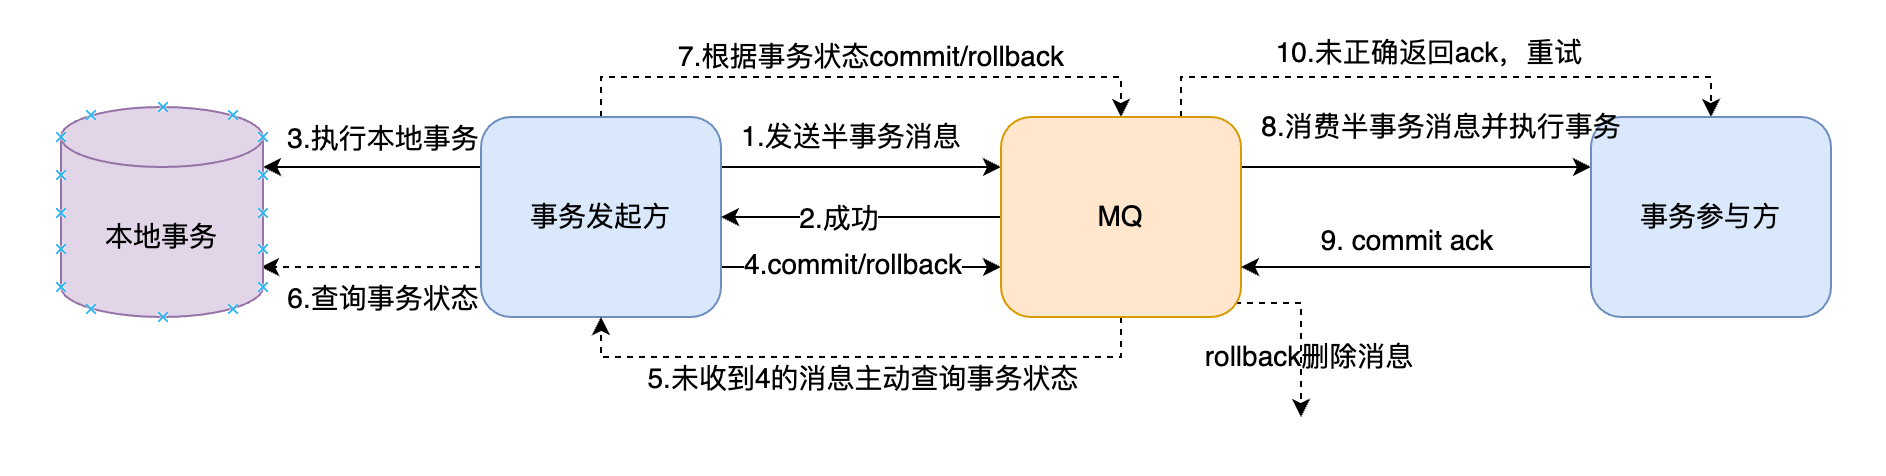 7.根据事务状态commit/rollback
10.未正确返回ack，重试
3.执行本地事务
1.发送半事务消息
8.消费半事务消息并执行事务
本地事务
事务发起方
2.成功
MQ
事务参与方
4.commit/rollback
9. commit ack
6.查询事务状态
5.未收到4的消息主动查询事务状态
rollback删除消息